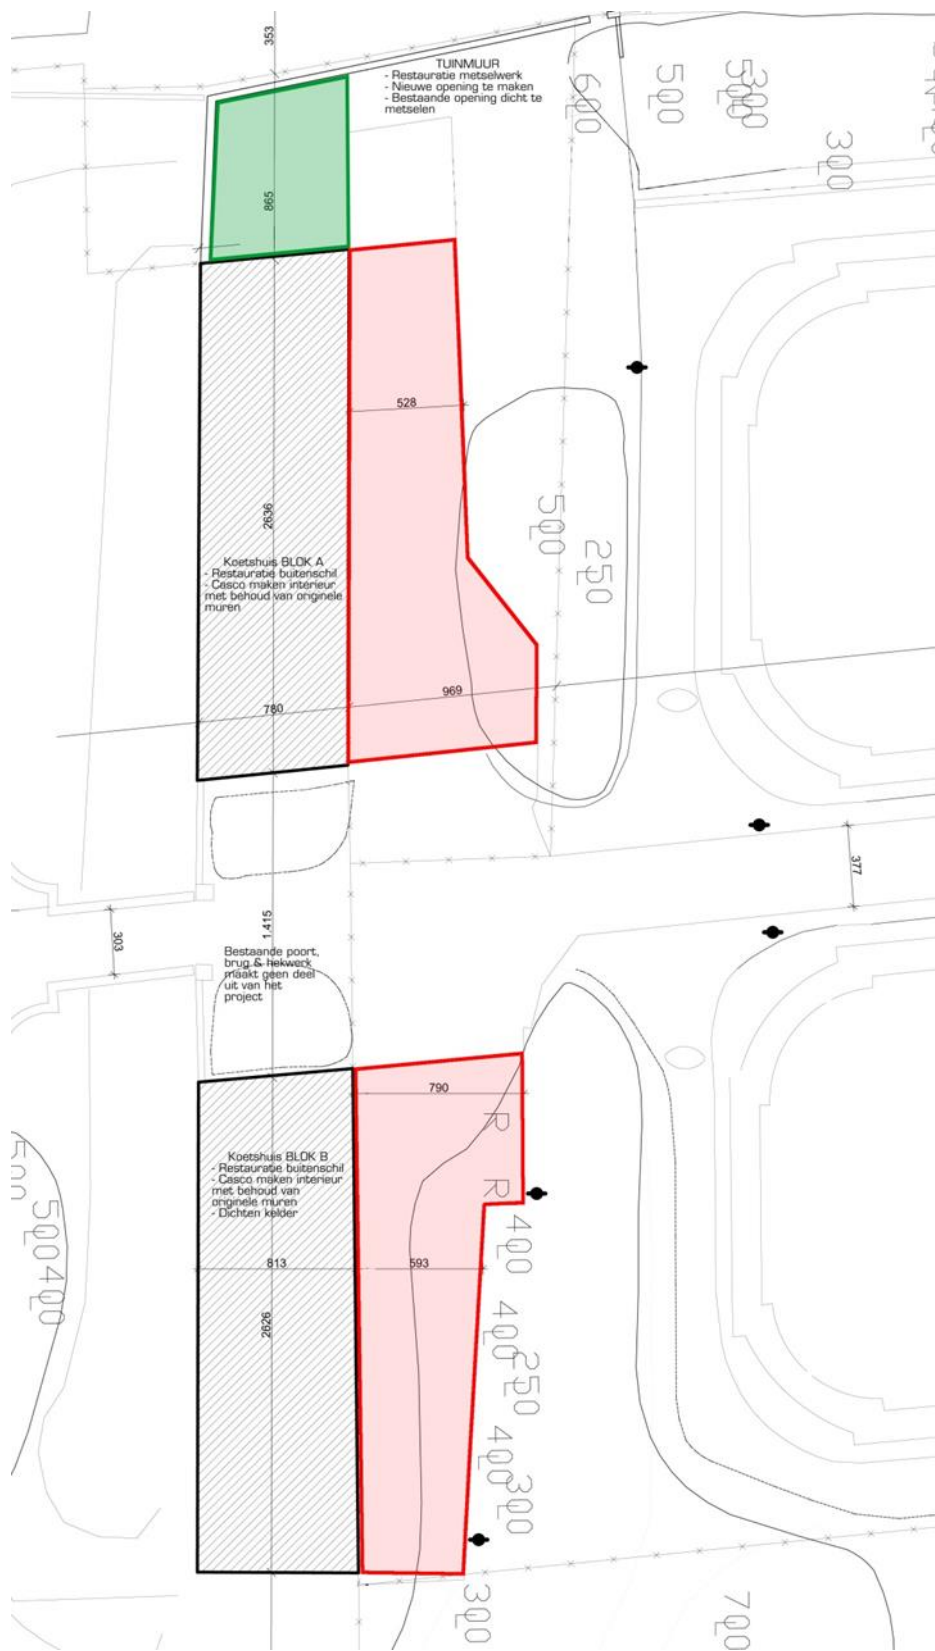 353
TUINMUUR
- Restauratie metselwerk
- Nieuwe opening te maken
- Bestaande opening dicht te
metselen
600
500
500
300
300
865
528
2636
500
250
Koetshuis BLOK A
- Restauratie buitenschil
- Casco maken interieur
met behoud van originele
muren
969
780
377
303
1.415
Bestaande poort,
brug & hekwerk
maakt geen deel
uit van het
project
790
R
R
Koetshuis BLOK B
- Restauratie buitenschil
- Casco maken interieur
met behoud van
originele muren
- Dichten kelder
500
400
400
813
593
2626
400
250
400
300
300
700